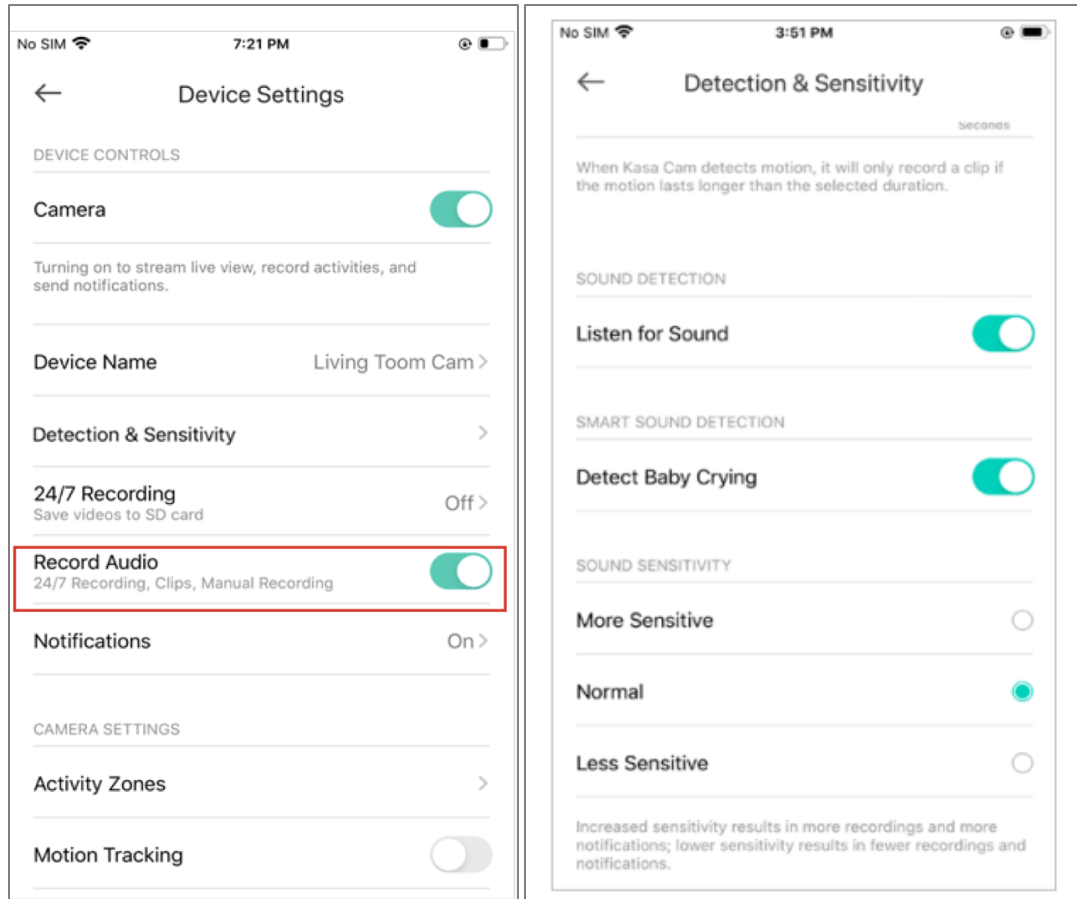 No SIM
7:21 PM
Device Settings
DEVICE CONTROLS
Camera
Turning on to stream live view, record activities, and
send notifications.
Device Name Living Toom Cam
Detection & Sensitivity
24/7 Recording Off
Save videos to SD card
Record Audio
24/7 Recording, Clips, Manual Recording
Notifications On
CAMERA SETTINGS
Activity Zones
Motion Tracking
No SIM
3:51 PM
Detection & Sensitivity
Seconds
When Kasa Cam detects motion, it will only record a clip if
the motion lasts longer than the selected duration.
SOUND DETECTION
Listen for Sound
SMART SOUND DETECTION
Detect Baby Crying
SOUND SENSITIVITY
More Sensitive
Normal
Less Sensitive
Increased sensitivity results in more recordings and more
notifications; lower sensitivity results in fewer recordings and
notifications.